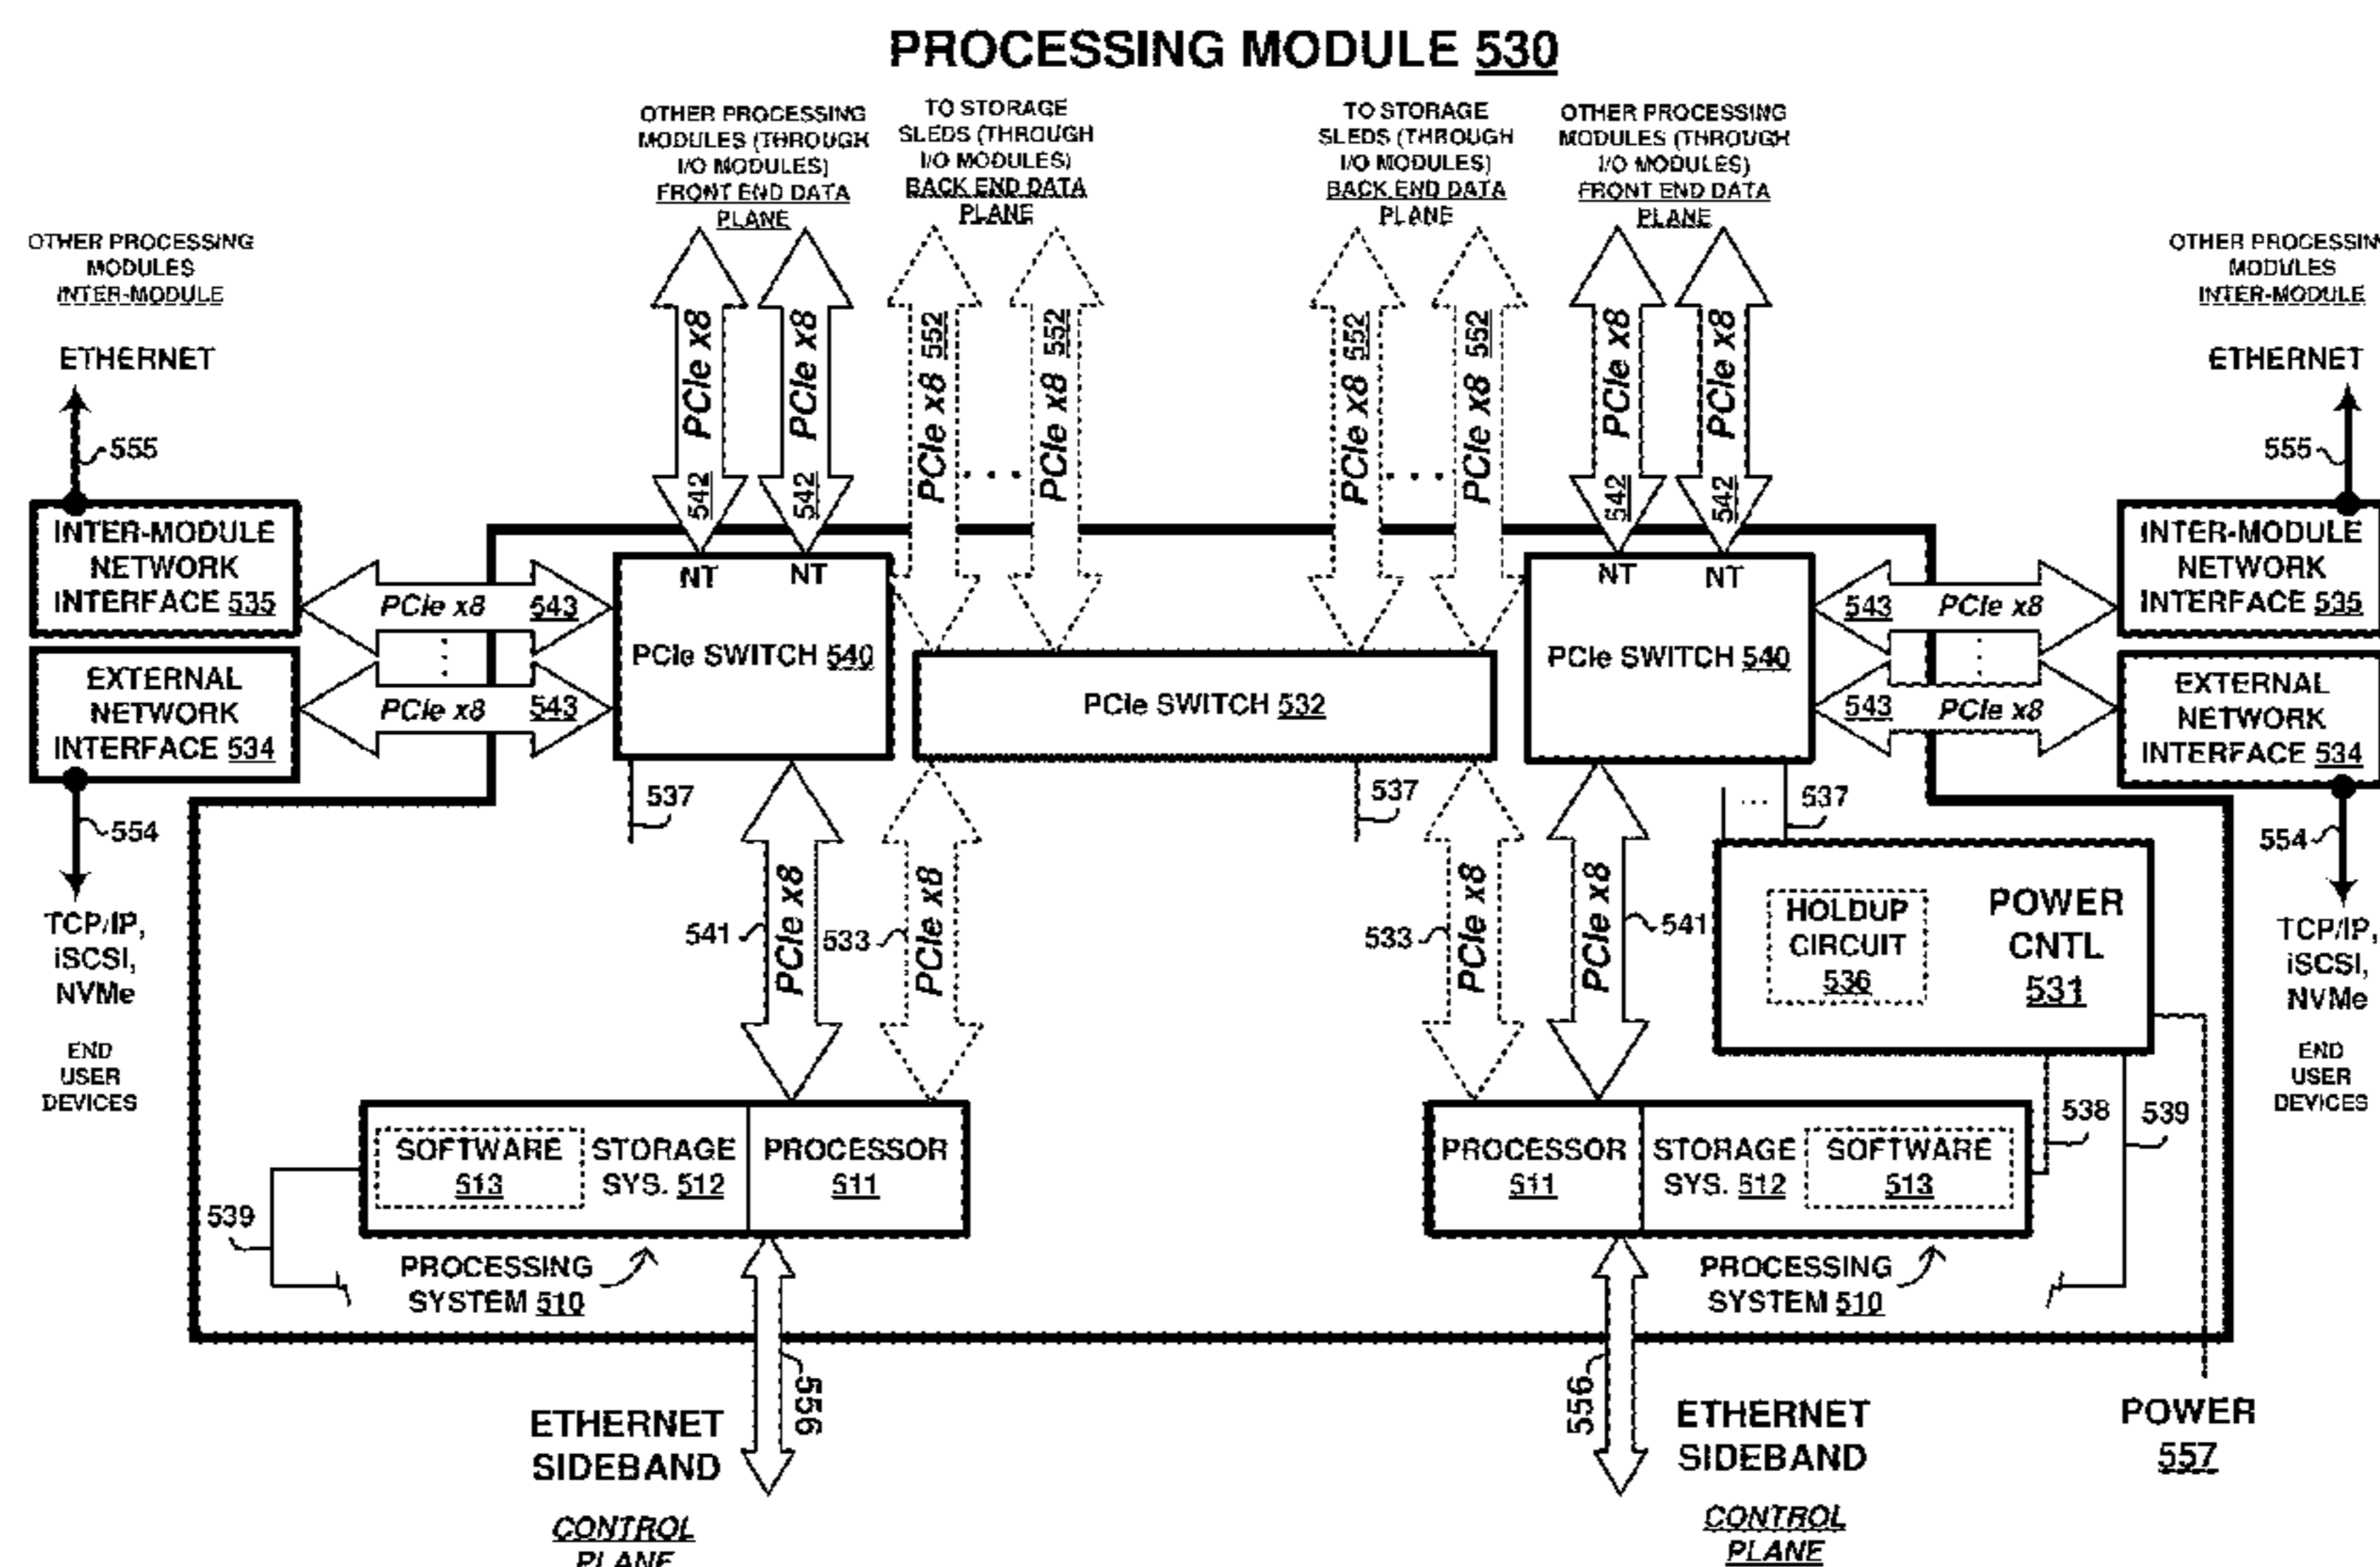 PROCESSING MODULE 530
OTHER PROCESSING
MODULES (THROUGH
I/O MODULES)
FRONT END DATA
PLANE
TO STORAGE
SLEDS (THROUGH
I/O MODULES)
BACK END DATA
PLANE
TO STORAGE
SLEDS (THROUGH
I/O MODULES)
BACK END DATA
PLANE
OTHER PROCESSING
MODULES (THROUGH
I/O MODULES)
FRONT END DATA
PLANE
OTHER PROCESSING
MODULES
INTER-MODULE
OTHER PROCESSIN
MODULES
INTER-MODULE
ETHERNET
ETHERNET
555
555
PCIe x8 542
PCIe x8 542
PCIe x8 552
...
PCIe x8 552
PCIe x8 552
...
PCIe x8 552
PCIe x8 542
PCIe x8 542
INTER-MODULE
NETWORK
INTERFACE 535
EXTERNAL
NETWORK
INTERFACE 534
PCIe x8 543
PCIe x8 543
NT NT
PCIe SWITCH 540
PCIe SWITCH 532
NT NT
PCIe SWITCH 540
543 PCIe x8
543 PCIe x8
INTER-MODULE
NETWORK
INTERFACE 535
EXTERNAL
NETWORK
INTERFACE 534
537
537
... 537
554
554
TCP/IP,
iSCSI,
NVMe
END
USER
DEVICES
541
PCIe x8
533
PCIe x8
533
PCIe x8
PCIe x8
541
HOLDUP
CIRCUIT
536
POWER
CNTL
531
TCP/IP,
iSCSI,
NVMe
END
USER
DEVICES
SOFTWARE
513
STORAGE
SYS. 512
PROCESSOR
511
PROCESSOR
511
STORAGE
SYS. 512
SOFTWARE
513
538
539
539
PROCESSING
SYSTEM 510
PROCESSING
SYSTEM 510
556
556
ETHERNET
SIDEBAND
CONTROL
PLANE
ETHERNET
SIDEBAND
CONTROL
PLANE
POWER
557